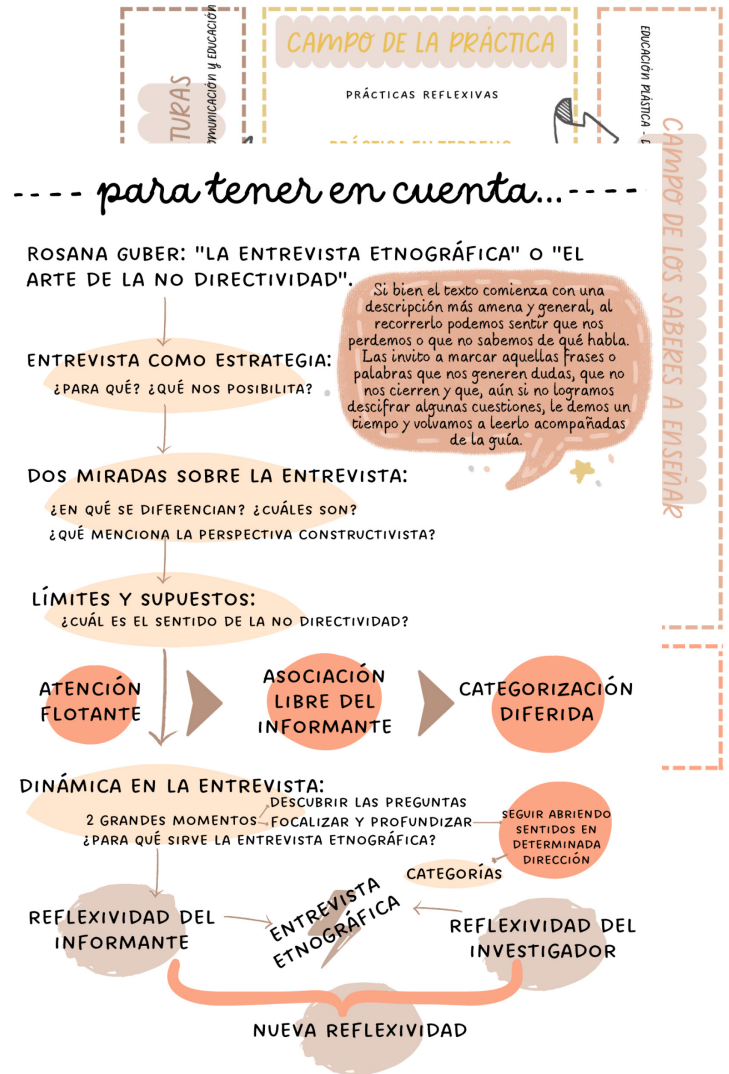 CAMPO DE LA PRÁCTICA
PRÁCTICAS REFLEXIVAS
TURAS
EDUCACIÓN PLÁSTICA -
CAMPO DE LOS SABERES A ENSEÑAR
---- para tener en cuenta...----
ROSANA GUBER: "LA ENTREVISTA ETNOGRÁFICA" O "EL
ARTE DE LA NO DIRECTIVIDAD".
Si bien el texto comienza con una
descripción más amena y general, al
recorrerlo podemos sentir que nos
perdemos o que no sabemos de qué habla.
Las invito a marcar aquellas frases o
palabras que nos generen dudas, que no
nos cierren y que, aún si no logramos
descifrar algunas cuestiones, le demos un
tiempo y volvamos a leerlo acompañadas
de la guía.
ENTREVISTA COMO ESTRATEGIA:
¿PARA QUÉ? ¿QUÉ NOS POSIBILITA?
DOS MIRADAS SOBRE LA ENTREVISTA:
¿EN QUÉ SE DIFERENCIAN? ¿CUÁLES SON?
¿QUÉ MENCIONA LA PERSPECTIVA CONSTRUCTIVISTA?
LÍMITES Y SUPUESTOS:
¿CUÁL ES EL SENTIDO DE LA NO DIRECTIVIDAD?
ATENCIÓN
FLOTANTE
ASOCIACIÓN
LIBRE DEL
INFORMANTE
CATEGORIZACIÓN
DIFERIDA
DINÁMICA EN LA ENTREVISTA:
2 GRANDES MOMENTOS
DESCUBRIR LAS PREGUNTAS
FOCALIZAR Y PROFUNDIZAR
¿PARA QUÉ SIRVE LA ENTREVISTA ETNOGRÁFICA?
SEGUIR ABRIENDO
SENTIDOS EN
DETERMINADA
DIRECCIÓN
CATEGORÍAS
REFLEXIVIDAD DEL
INFORMANTE
ENTREVISTA
ETNOGRÁFICA
REFLEXIVIDAD DEL
INVESTIGADOR
NUEVA REFLEXIVIDAD